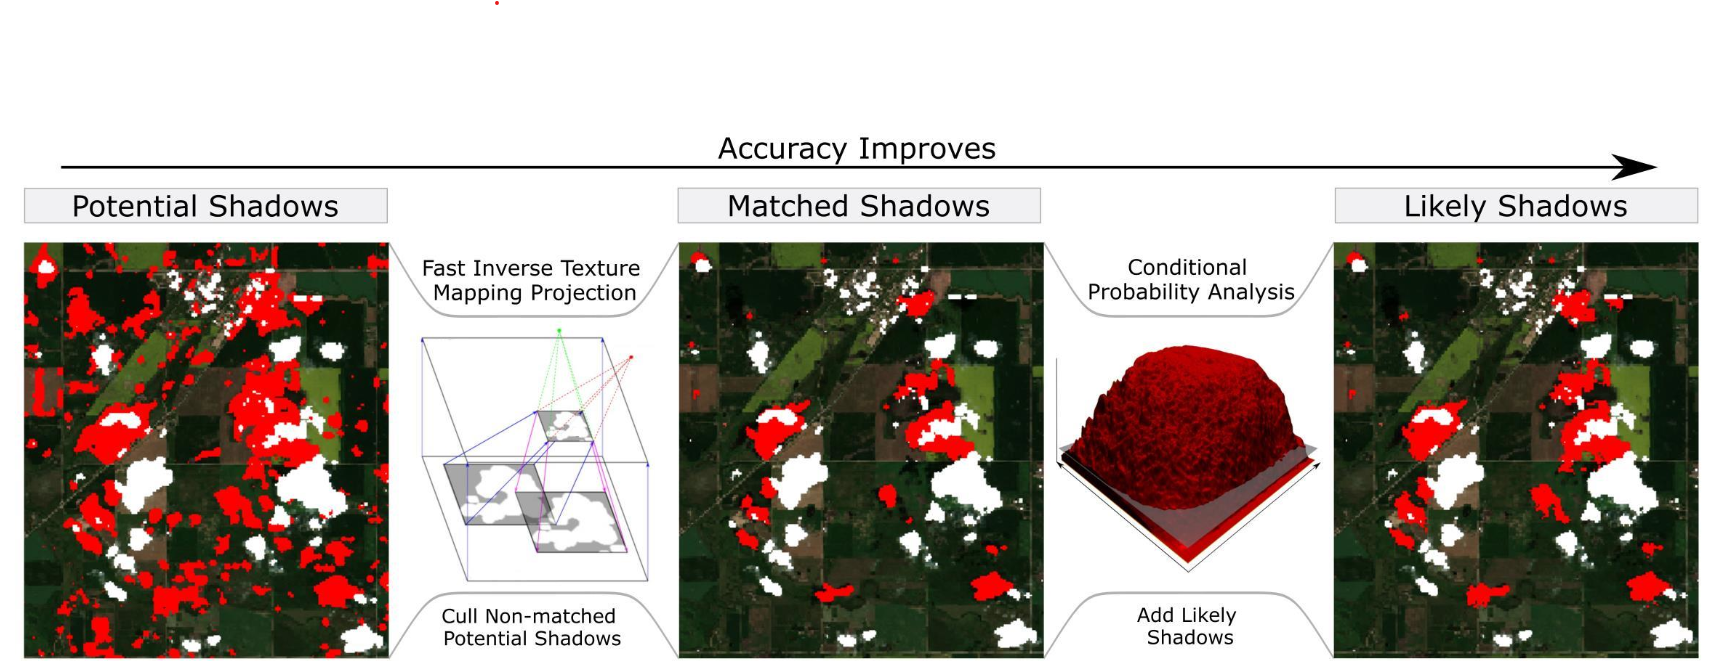 Accuracy Improves
Potential Shadows
Matched Shadows
Likely Shadows
Fast Inverse Texture
Mapping Projection
Conditional
Probability Analysis
Cull Non-matched
Potential Shadows
Add Likely
Shadows